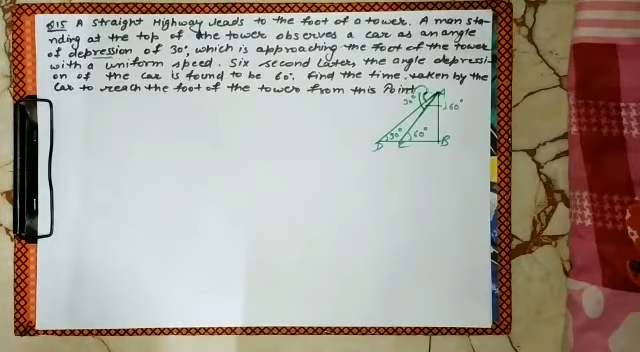 Q15 A straight Highway leads to the foot of a tower. A man sta-
nding at the top of the tower observes a car as an angle
of depression of 30°, which is approaching the foot of the tower
with a uniform speed. Six second later, the angle depressi-
on of the car is found to be 60°. Find the time taken by the
car to reach the foot of the tower from this Point.
30° A 60°
30° 60°
D C B